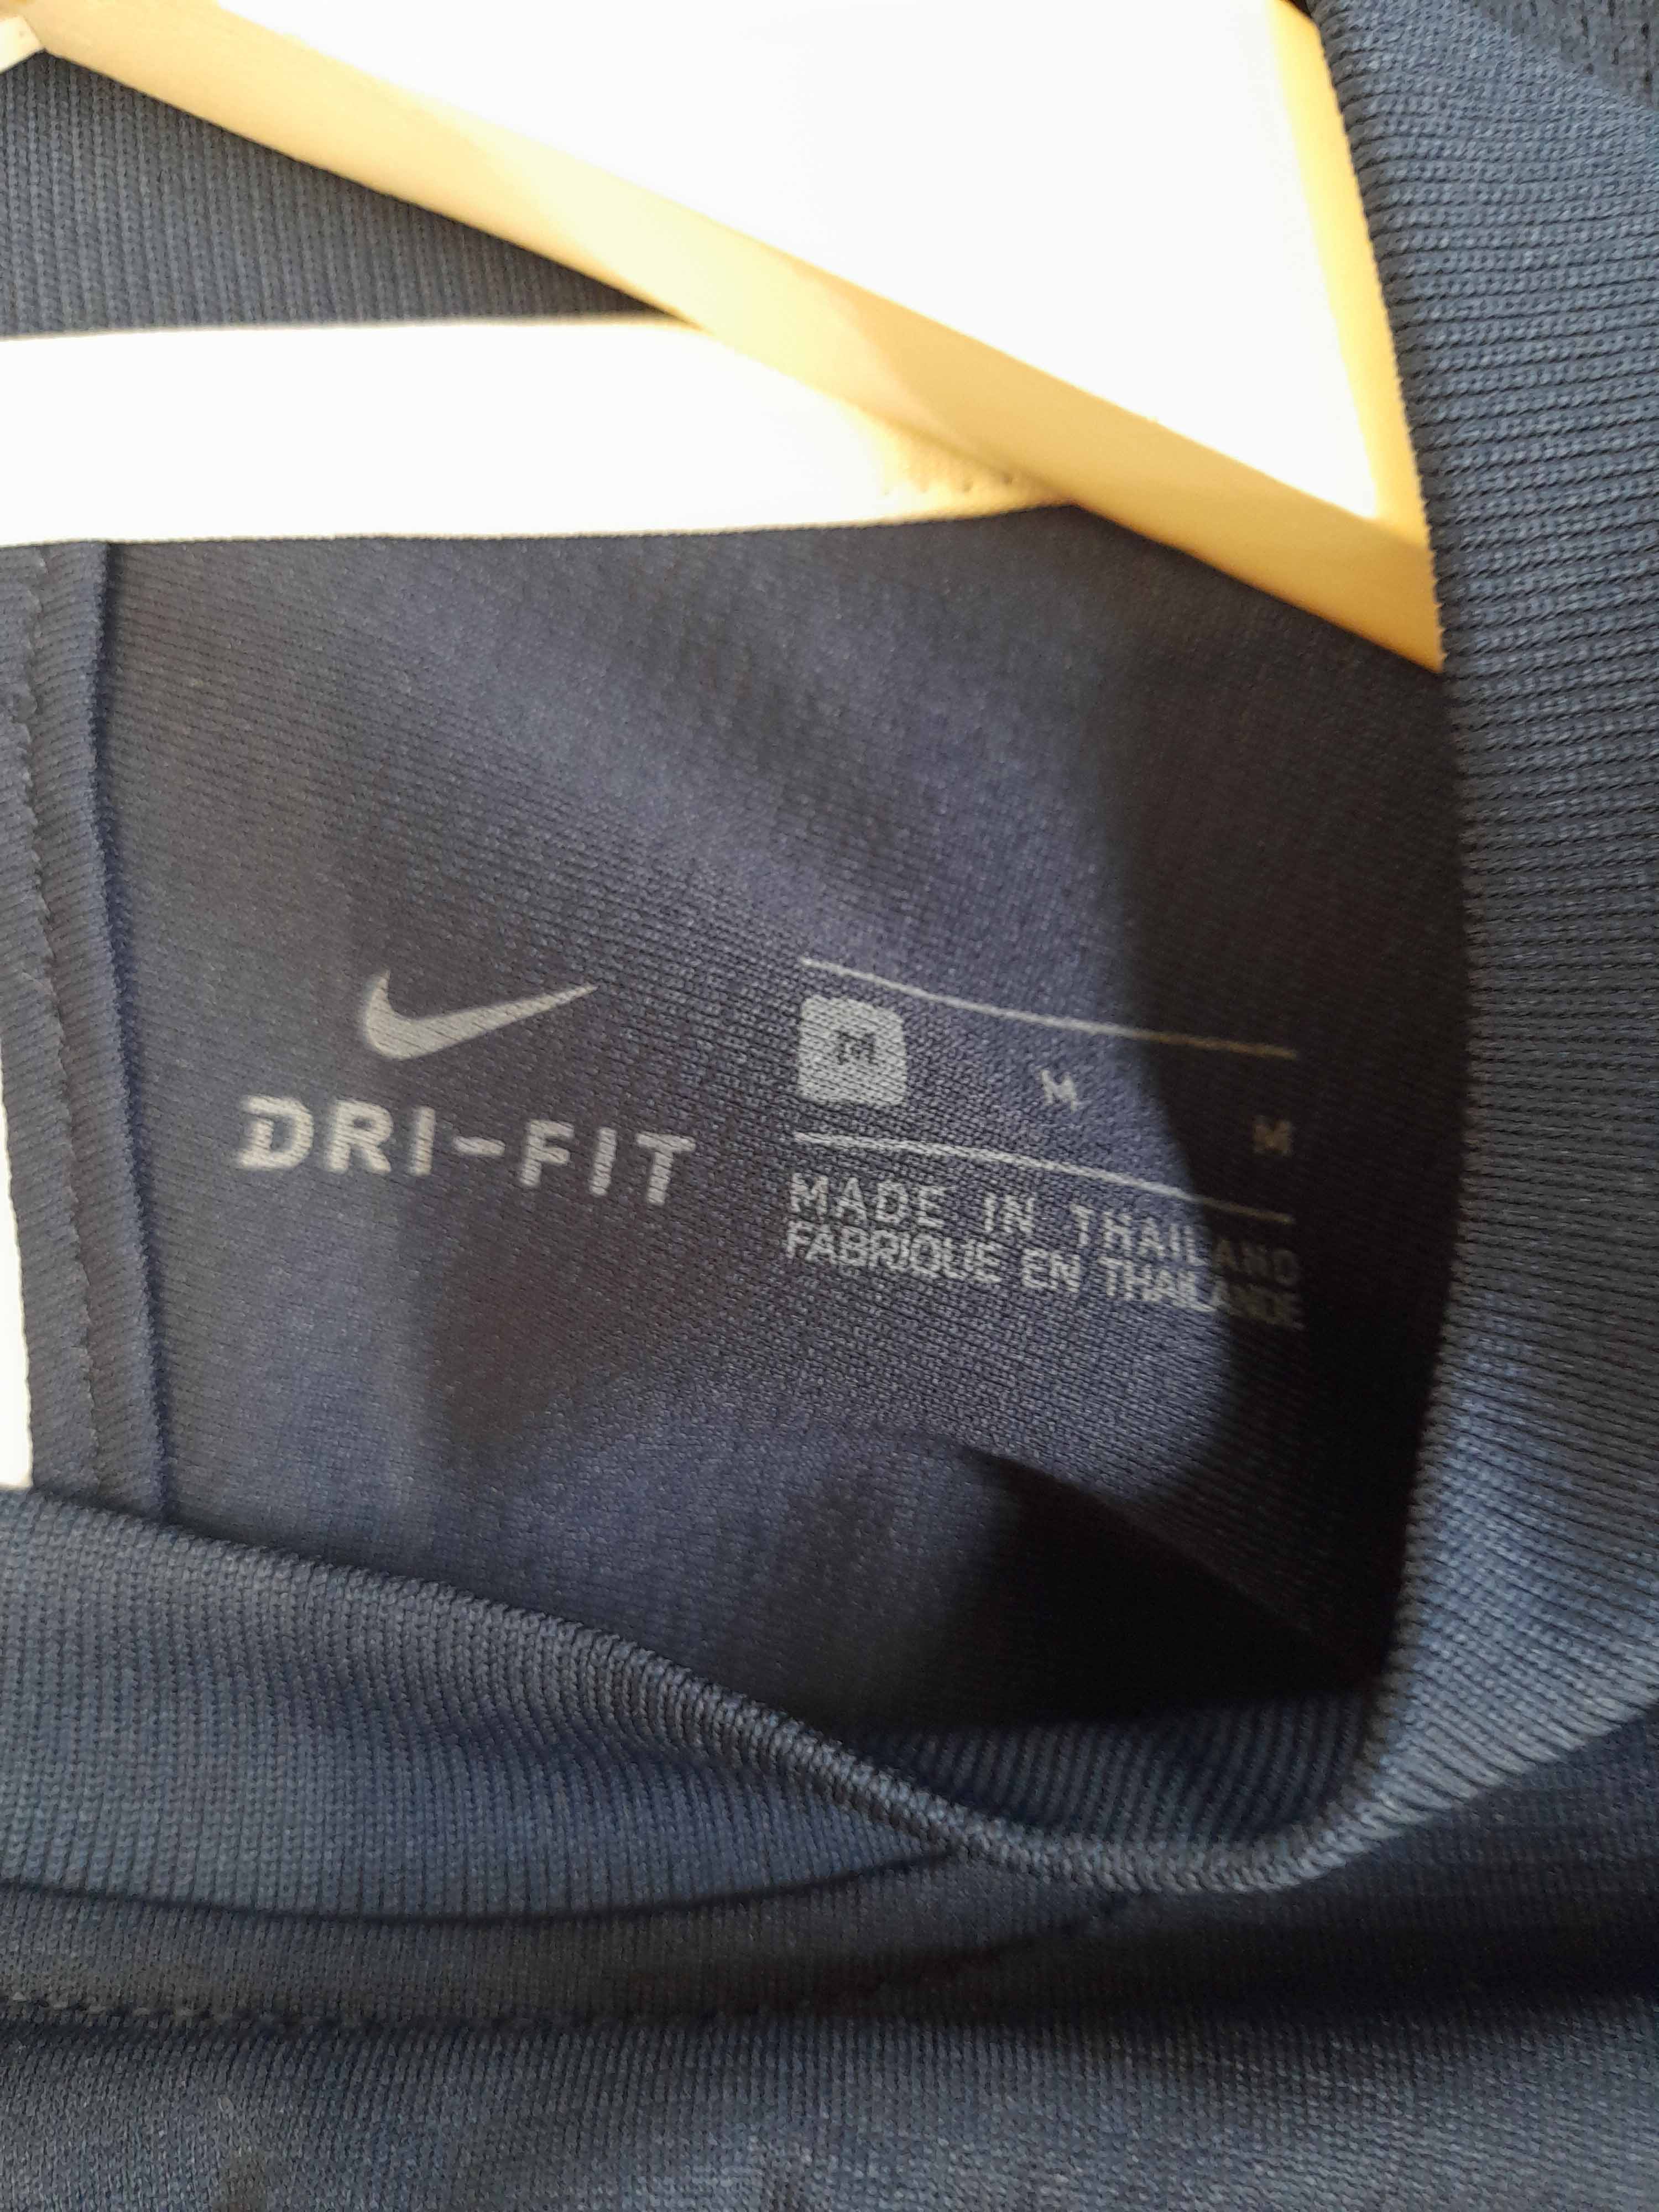 DRI-FIT
M M M
MADE IN THAILAND
FABRIQUE EN THAILANDE